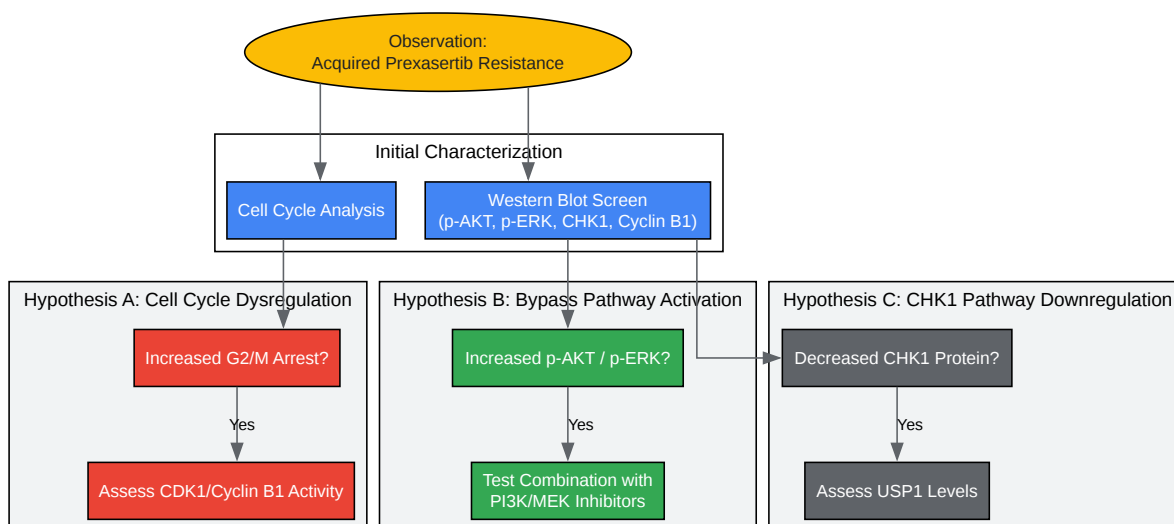 Observation:
Acquired Prexasertib Resistance
Initial Characterization
Cell Cycle Analysis
Western Blot Screen
(p-AKT, p-ERK, CHK1, Cyclin B1)
Hypothesis A: Cell Cycle Dysregulation
Hypothesis B: Bypass Pathway Activation
Hypothesis C: CHK1 Pathway Downregulation
Increased G2/M Arrest?
Increased p-AKT / p-ERK?
Decreased CHK1 Protein?
Yes
Yes
Yes
Assess CDK1/Cyclin B1 Activity
Test Combination with
PI3K/MEK Inhibitors
Assess USP1 Levels